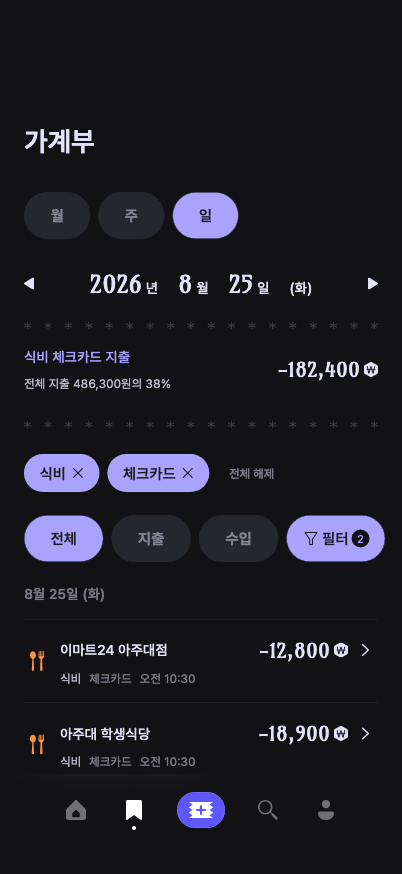 가계부
월 주 일
2026 년 8 월 25 일 (화)
식비 체크카드 지출
전체 지출 486,300원의 38%
-182,400 ₩
식비 체크카드 전체 해제
전체 지출 수입 필터 2
8월 25일 (화)
이마트24 아주대점 -12,800 ₩
식비 체크카드 오전 10:30
아주대 학생식당 -18,900 ₩
식비 체크카드 오전 10:30